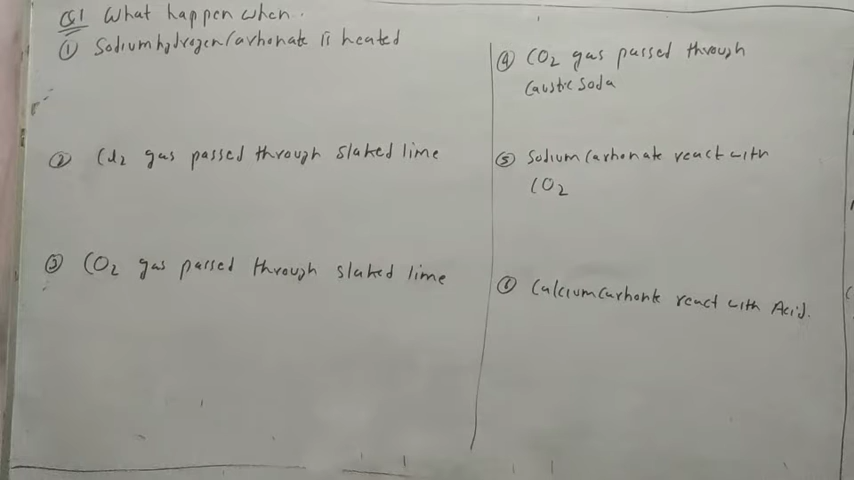 Q1 What happen when.
① Sodium hydrogen Carbonate is heated
② Cl2 gas passed through slaked lime
③ CO2 gas passed through slaked lime
④ CO2 gas passed through
Caustic Soda
⑤ Sodium Carbonate react with
CO2
⑥ Calcium carbonte react with Acid.